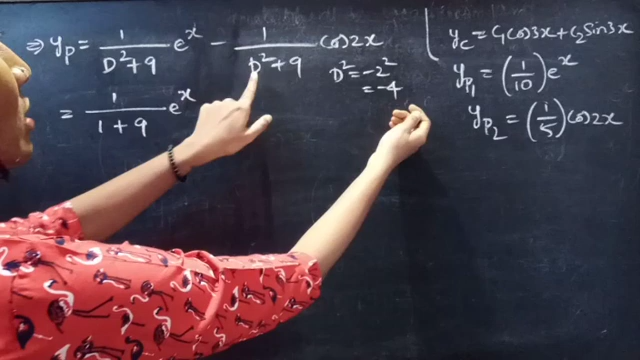 ⇒ y_p = 1/(D²+9) e^x − 1/(D²+9) cos2x
D² = −2²
= −4
= 1/(1+9) e^x
y_c = c₁cos3x + c₂sin3x
y_p₁ = (1/10) e^x
y_p₂ = (1/5) cos2x